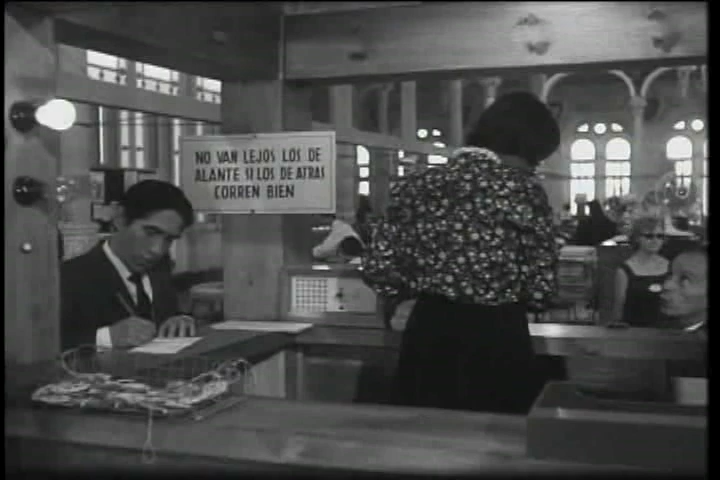 NO VAN LEJOS LOS DE
ALANTE SI LOS DE ATRAS
CORREN BIEN